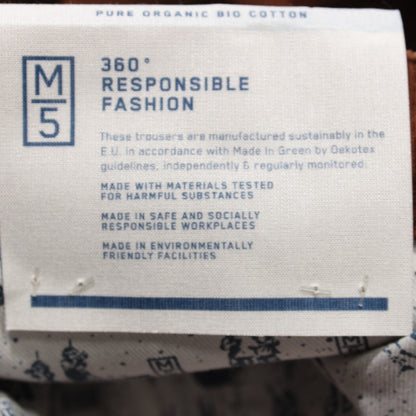 PURE ORGANIC BIO COTTON
M
5
360°
RESPONSIBLE
FASHION
These trousers are manufactured sustainably in the
E.U. in accordance with Made In Green by Oekotex
guidelines, independently & regularly monitored.
MADE WITH MATERIALS TESTED
FOR HARMFUL SUBSTANCES
MADE IN SAFE AND SOCIALLY
RESPONSIBLE WORKPLACES
MADE IN ENVIRONMENTALLY
FRIENDLY FACILITIES
M
M